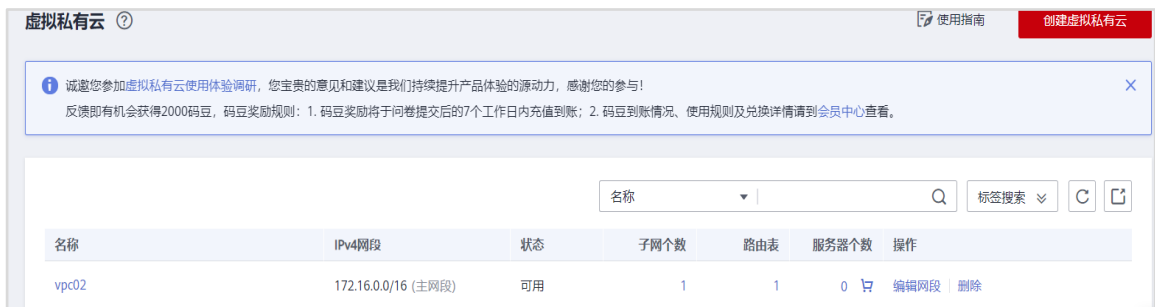 虚拟私有云
使用指南
创建虚拟私有云
诚邀您参加虚拟私有云使用体验调研，您宝贵的意见和建议是我们持续提升产品体验的源动力，感谢您的参与！
反馈即有机会获得2000码豆，码豆奖励规则：1. 码豆奖励将于问卷提交后的7个工作日内充值到账；2. 码豆到账情况、使用规则及兑换详情请到会员中心查看。
名称
标签搜索
名称 IPv4网段 状态 子网个数 路由表 服务器个数 操作
vpc02 172.16.0.0/16 (主网段) 可用 1 1 0 编辑网段 删除